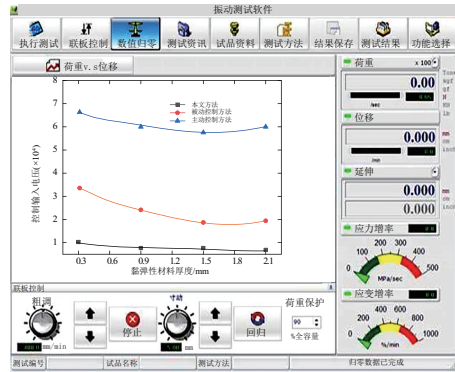 振动测试软件
执行测试 联板控制 数值归零 测试资讯 试品资料 测试方法 结果保存 测试结果 功能选择
荷重v.s位移
8
7
6
5
4
3
2
1
控制输入电压(×10⁴)
本文方法
被动控制方法
主动控制方法
0.3 0.6 0.9 1.2 1.5 1.8 2.1
黏弹性材料厚度/mm
荷重 x 100
0.00
/sec
位移
0.000
/mm
延伸
0.000
0.000
应力增率
0 100 200 300 400 500
MPa/sec
应变增率
0 200 400 600 800 1000
%/min
联板控制
粗调
mm/min
停止
寸动
mm
回归
荷重保护
90
%全容量
测试编号 试品名称 测试方法 归零数据已完成